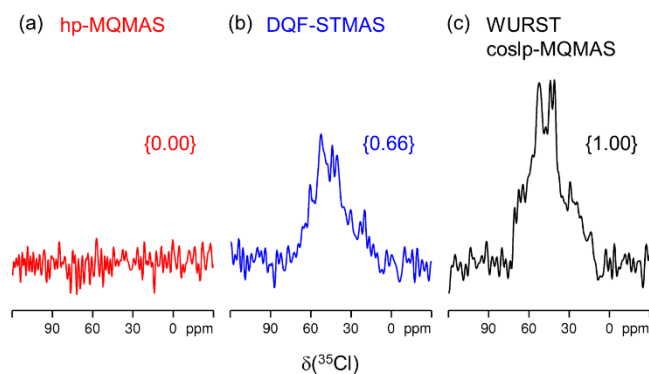 (a) hp-MQMAS
(b) DQF-STMAS
(c) WURST
coslp-MQMAS
{0.00}
{0.66}
{1.00}
90 60 30 0 ppm
90 60 30 0 ppm
90 60 30 0 ppm
δ(³⁵Cl)